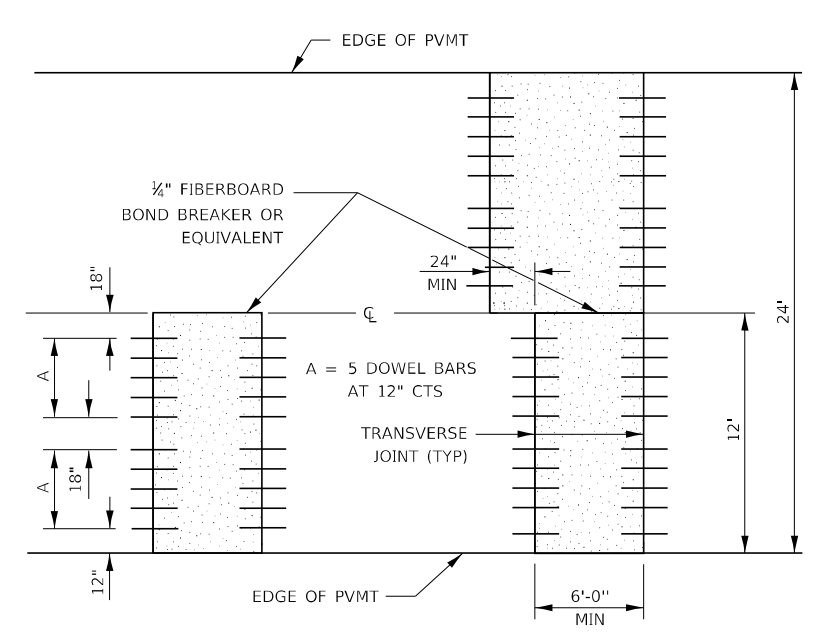 EDGE OF PVMT
¼" FIBERBOARD
BOND BREAKER OR
EQUIVALENT
24"
MIN
18"
℄
24'
A = 5 DOWEL BARS
AT 12" CTS
A
12'
TRANSVERSE
JOINT (TYP)
A
18"
12"
EDGE OF PVMT
6'-0"
MIN